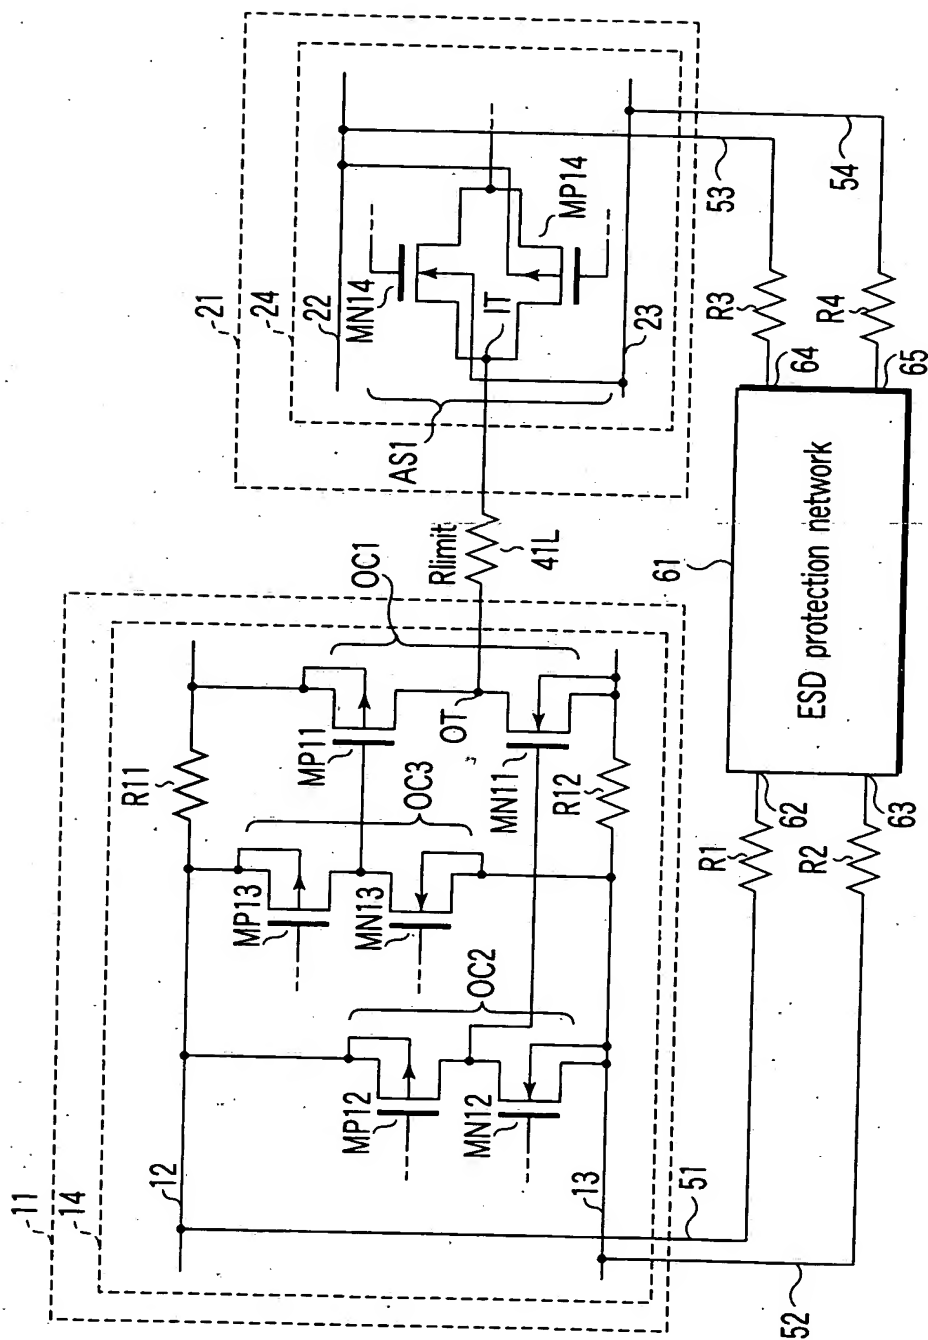 11
14
12
R11
MP11
OC1
MP13
OC3
MN13
OT
MN11
R12
MP12
OC2
MN12
13
51
52
Rlimit
41L
21
24
22
MN14
IT
MP14
23
AS1
53
54
R1
R2
62
63
61
ESD protection network
64
65
R3
R4